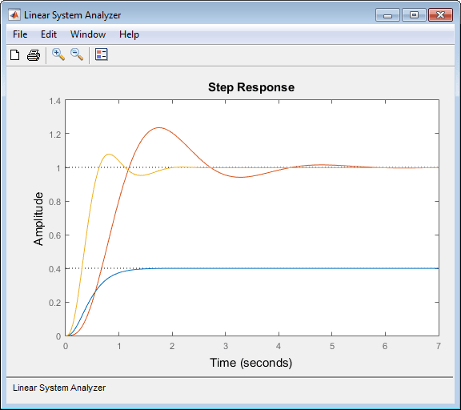 Linear System Analyzer
File Edit Window Help
Step Response
1.4
1.2
1
0.8
0.6
0.4
0.2
0
Amplitude
0 1 2 3 4 5 6 7
Time (seconds)
Linear System Analyzer